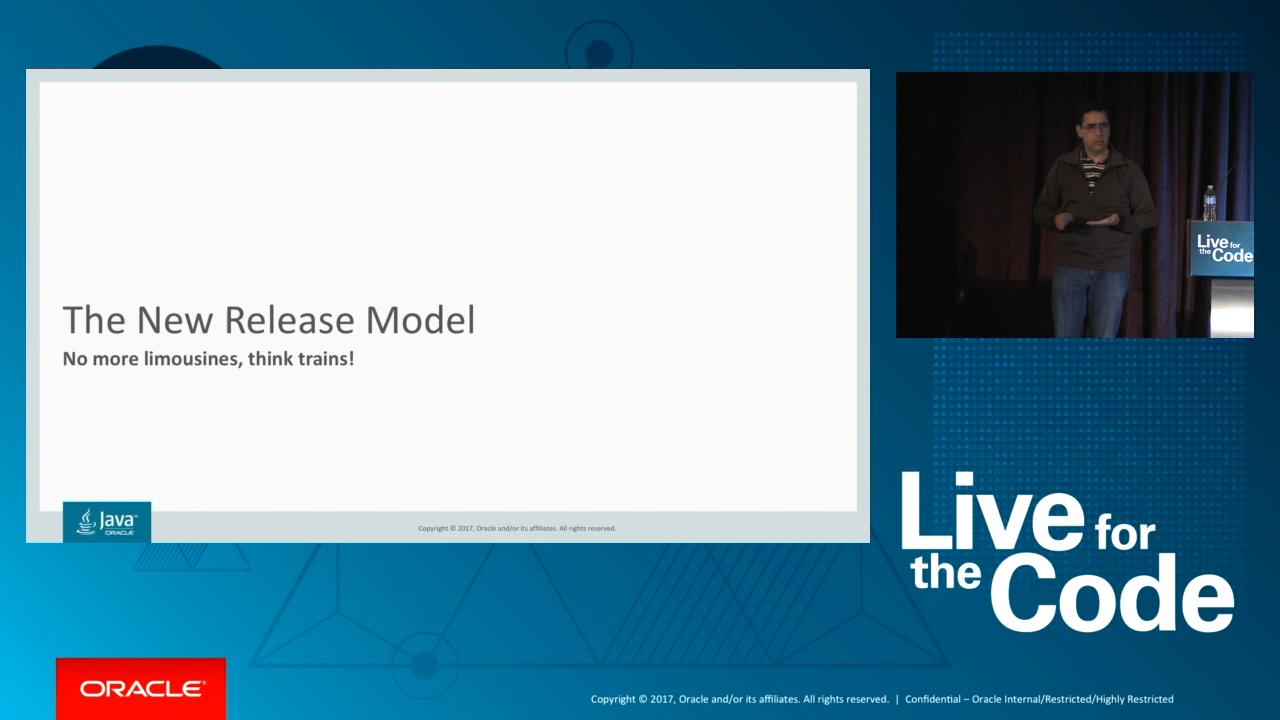 The New Release Model
No more limousines, think trains!
Java™
ORACLE
Copyright © 2017, Oracle and/or its affiliates. All rights reserved.
Live for
the Code
Live for
the Code
ORACLE®
Copyright © 2017, Oracle and/or its affiliates. All rights reserved. | Confidential – Oracle Internal/Restricted/Highly Restricted